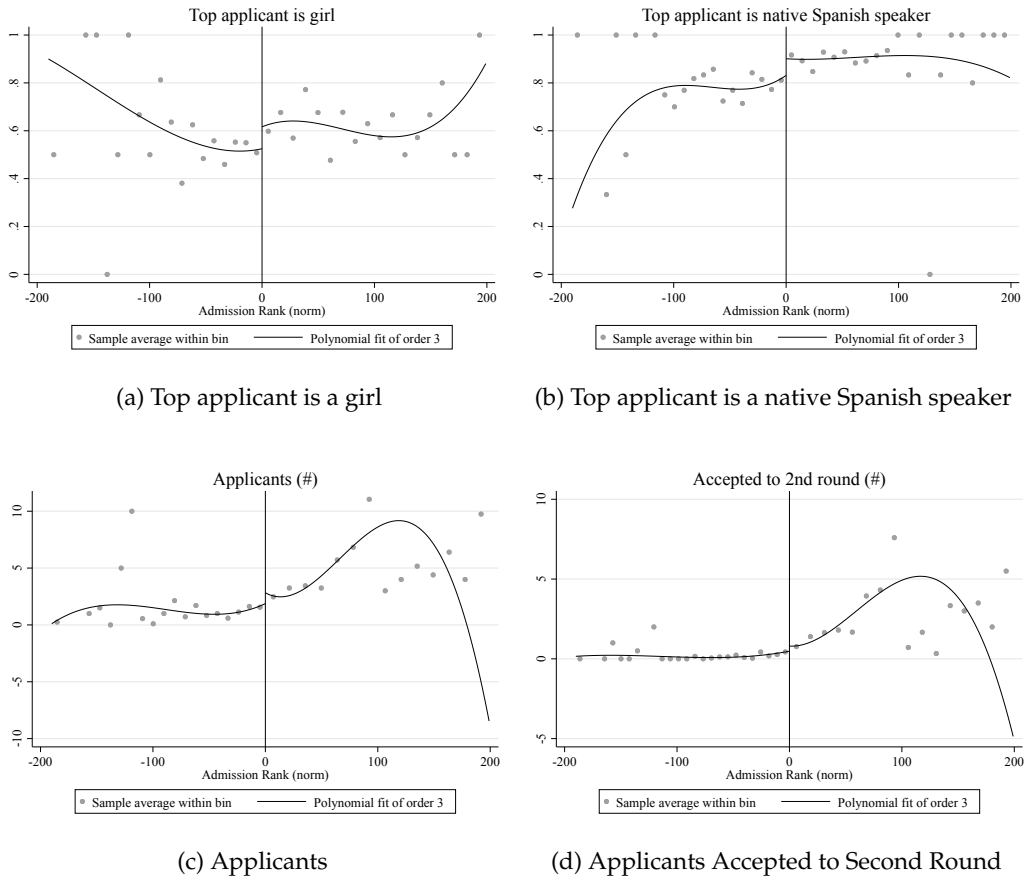 Top applicant is girl
1
.8
.6
.4
.2
0
-200 -100 0 100 200
Admission Rank (norm)
Sample average within bin Polynomial fit of order 3
(a) Top applicant is a girl
Top applicant is native Spanish speaker
1
.8
.6
.4
.2
0
-200 -100 0 100 200
Admission Rank (norm)
Sample average within bin Polynomial fit of order 3
(b) Top applicant is a native Spanish speaker
Applicants (#)
10
5
0
-5
-10
-200 -100 0 100 200
Admission Rank (norm)
Sample average within bin Polynomial fit of order 3
(c) Applicants
Accepted to 2nd round (#)
10
5
0
-5
-200 -100 0 100 200
Admission Rank (norm)
Sample average within bin Polynomial fit of order 3
(d) Applicants Accepted to Second Round